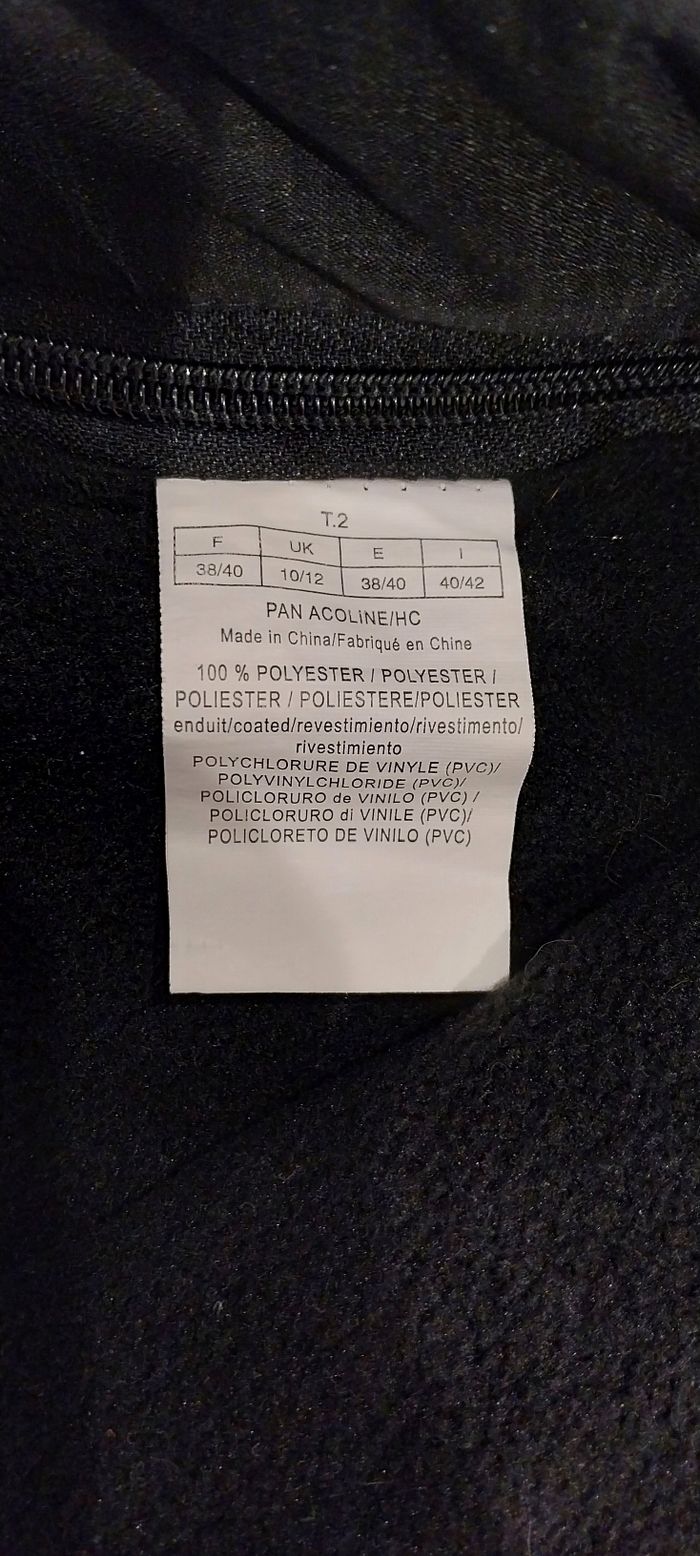 T.2
F UK E I
38/40 10/12 38/40 40/42
PAN ACOLiNE/HC
Made in China/Fabriqué en Chine
100 % POLYESTER / POLYESTER /
POLIESTER / POLIESTERE/POLIESTER
enduit/coated/revestimiento/rivestimento/
rivestimiento
POLYCHLORURE DE VINYLE (PVC)/
POLYVINYLCHLORIDE (PVC)/
POLICLORURO de VINILO (PVC) /
POLICLORURO di VINILE (PVC)/
POLICLORETO DE VINILO (PVC)